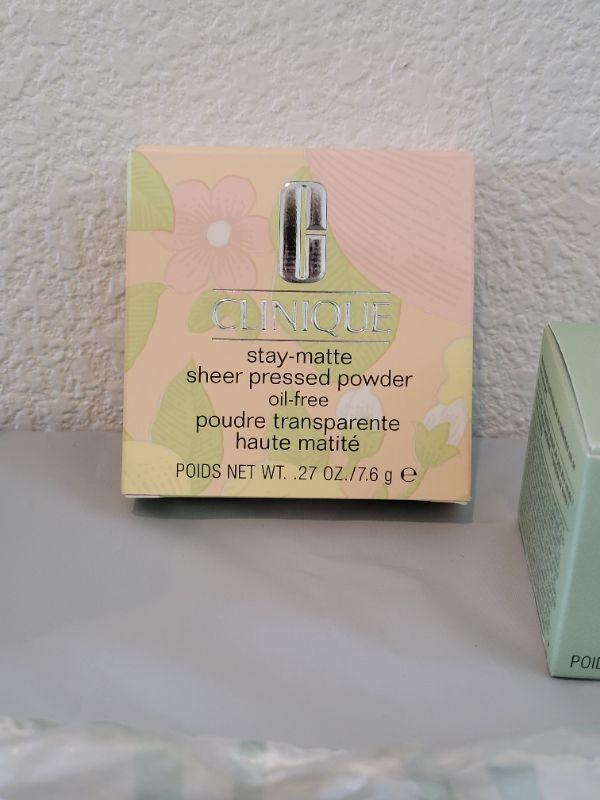 CLINIQUE
stay-matte
sheer pressed powder
oil-free
poudre transparente
haute matité
POIDS NET WT. .27 OZ./7.6 g ℮